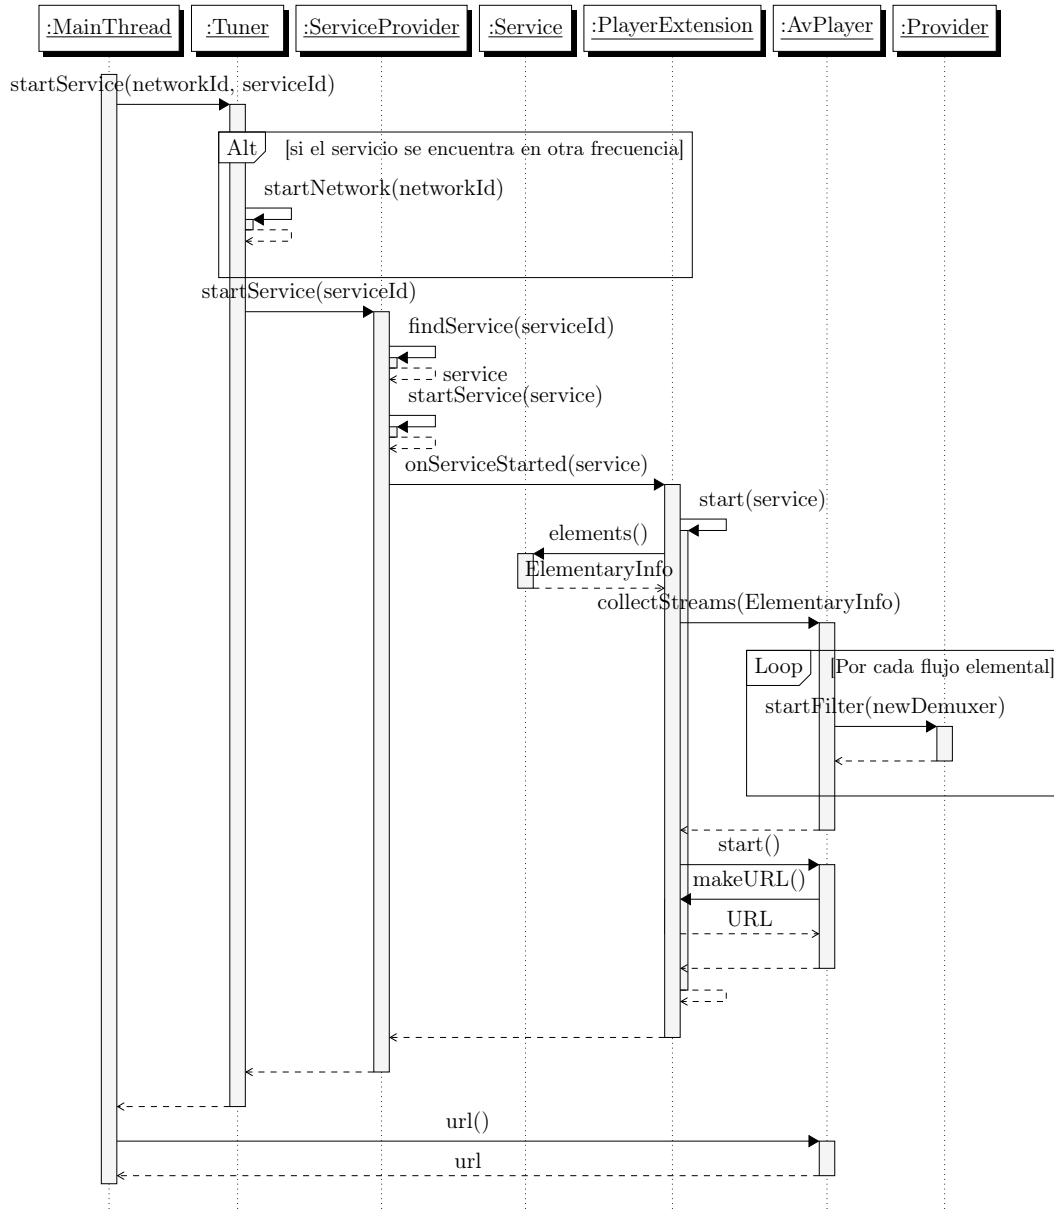 :MainThread :Tuner :ServiceProvider :Service :PlayerExtension :AvPlayer :Provider
startService(networkId, serviceId)
Alt [si el servicio se encuentra en otra frecuencia]
startNetwork(networkId)
startService(serviceId)
findService(serviceId)
service
startService(service)
onServiceStarted(service)
start(service)
elements()
ElementaryInfo
collectStreams(ElementaryInfo)
Loop [Por cada flujo elemental]
startFilter(newDemuxer)
start()
makeURL()
URL
url()
url